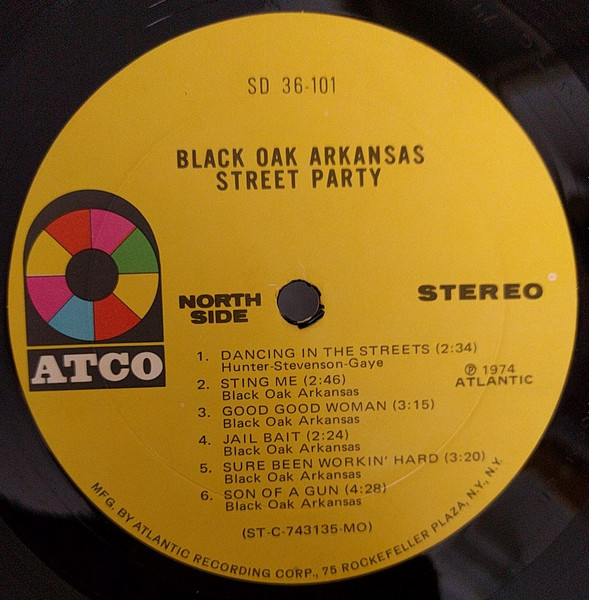 SD 36-101
BLACK OAK ARKANSAS
STREET PARTY
ATCO
NORTH
SIDE
STEREO
1. DANCING IN THE STREETS (2:34)
Hunter-Stevenson-Gaye
2. STING ME (2:46)
Black Oak Arkansas
3. GOOD GOOD WOMAN (3:15)
Black Oak Arkansas
4. JAIL BAIT (2:24)
Black Oak Arkansas
5. SURE BEEN WORKIN' HARD (3:20)
Black Oak Arkansas
6. SON OF A GUN (4:28)
Black Oak Arkansas
℗ 1974
ATLANTIC
(ST-C-743135-MO)
MFG. BY ATLANTIC RECORDING CORP., 75 ROCKEFELLER PLAZA, N.Y., N.Y.